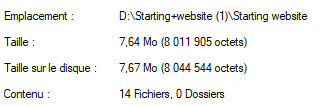 Emplacement : D:\Starting+website (1)\Starting website
Taille : 7,64 Mo (8 011 905 octets)
Taille sur le disque : 7,67 Mo (8 044 544 octets)
Contenu : 14 Fichiers, 0 Dossiers